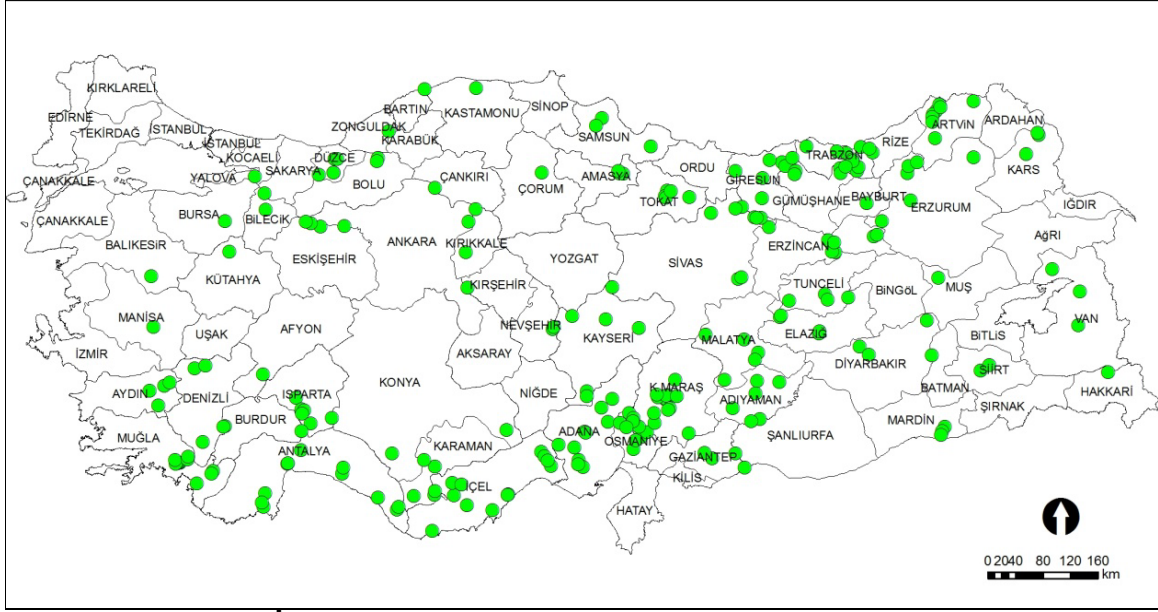 KIRKLARELİ
EDİRNE
TEKİRDAĞ
İSTANBUL
İSTANBUL
KOCAELİ
YALOVA
SAKARYA
DÜZCE
ZONGULDAK
BARTIN
KARABÜK
KASTAMONU
SİNOP
SAMSUN
ORDU
GİRESUN
TRABZON
RİZE
ARTVİN
ARDAHAN
KARS
ÇANAKKALE
ÇANAKKALE
BURSA
BİLECİK
BOLU
ÇANKIRI
ÇORUM
AMASYA
TOKAT
GÜMÜŞHANE
BAYBURT
ERZURUM
IĞDIR
AĞRI
BALIKESİR
KÜTAHYA
ESKİŞEHİR
ANKARA
KIRIKKALE
YOZGAT
SİVAS
ERZİNCAN
TUNCELİ
BİNGÖL
MUŞ
MANİSA
UŞAK
AFYON
KIRŞEHİR
NEVŞEHİR
KAYSERİ
MALATYA
ELAZIĞ
DİYARBAKIR
BİTLİS
VAN
İZMİR
AYDIN
DENİZLİ
ISPARTA
BURDUR
KONYA
AKSARAY
NİĞDE
K.MARAŞ
ADIYAMAN
BATMAN
SİİRT
HAKKARİ
MUĞLA
ANTALYA
KARAMAN
ADANA
OSMANİYE
GAZİANTEP
ŞANLIURFA
MARDİN
ŞIRNAK
İÇEL
KİLİS
HATAY
0 20 40 80 120 160
km